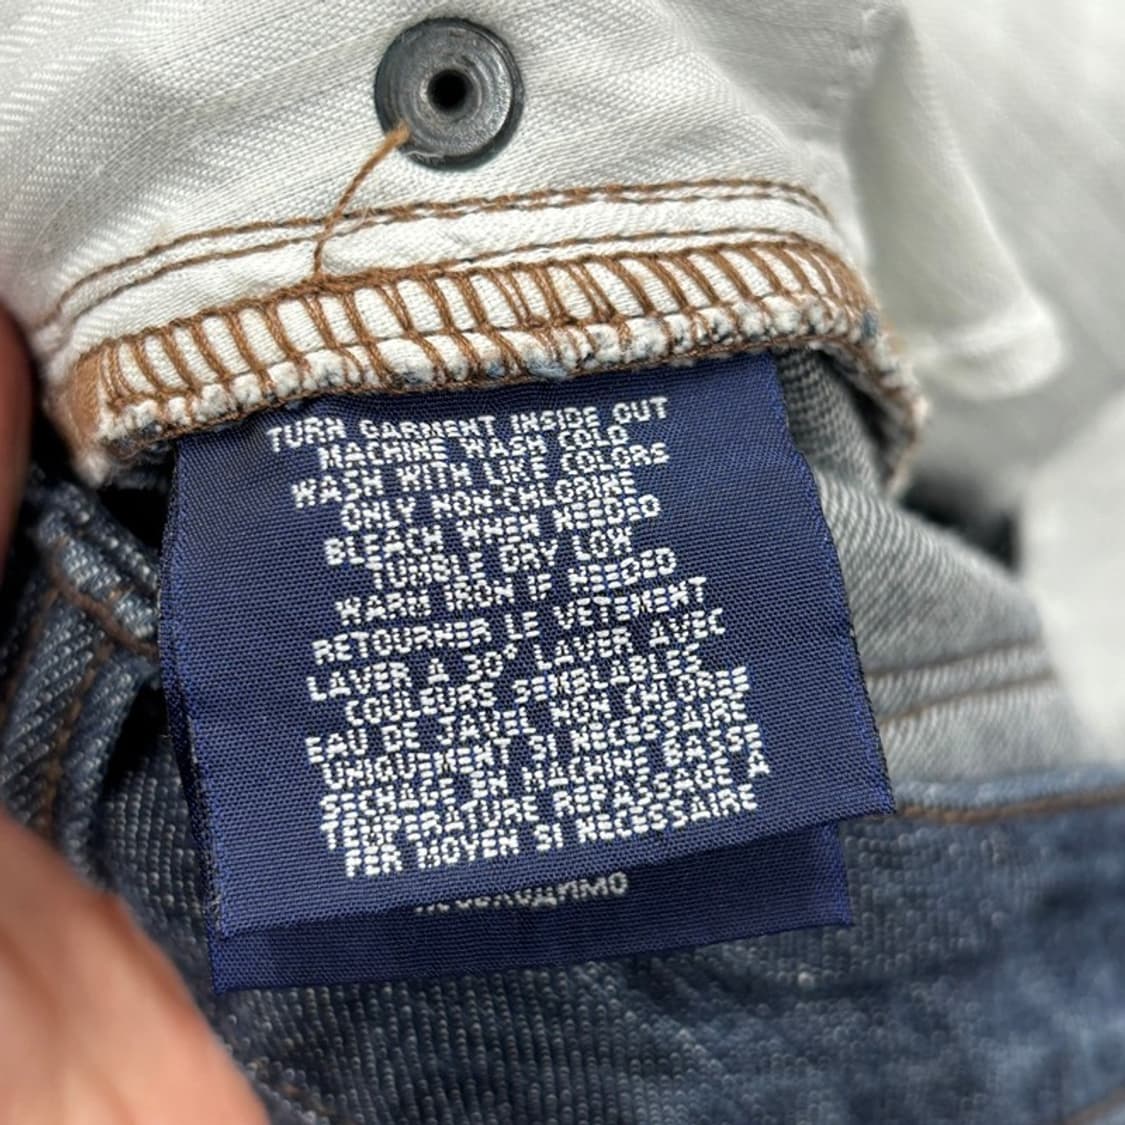 TURN GARMENT INSIDE OUT
MACHINE WASH COLD
WASH WITH LIKE COLORS
ONLY NON-CHLORINE
BLEACH WHEN NEEDED
TUMBLE DRY LOW
WARM IRON IF NEEDED
RETOURNER LE VETEMENT
LAVER A 30° LAVER AVEC
COULEURS SEMBLABLES
EAU DE JAVEL NON CHLOREE
UNIQUEMENT SI NECESSAIRE
SECHAGE EN MACHINE BASSE
TEMPERATURE REPASSAGE A
FER MOYEN SI NECESSAIRE
НЕОБХОДИМО